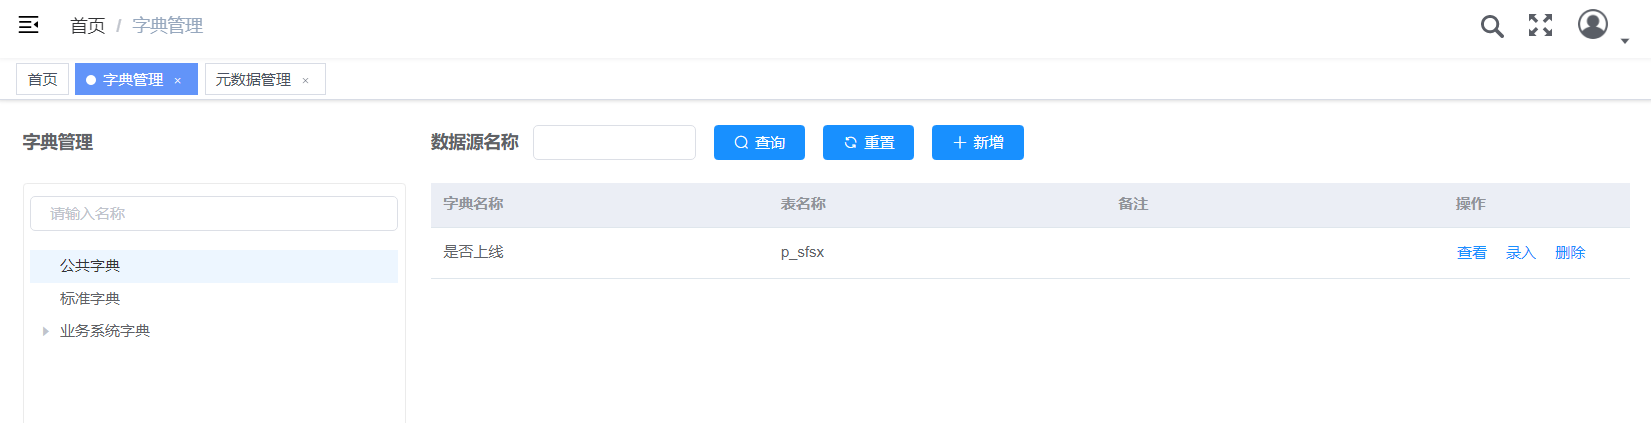 首页 / 字典管理
首页 字典管理 × 元数据管理 ×
字典管理
请输入名称
公共字典
标准字典
业务系统字典
数据源名称 查询 重置 新增
字典名称 表名称 备注 操作
是否上线 p_sfsx 查看 录入 删除